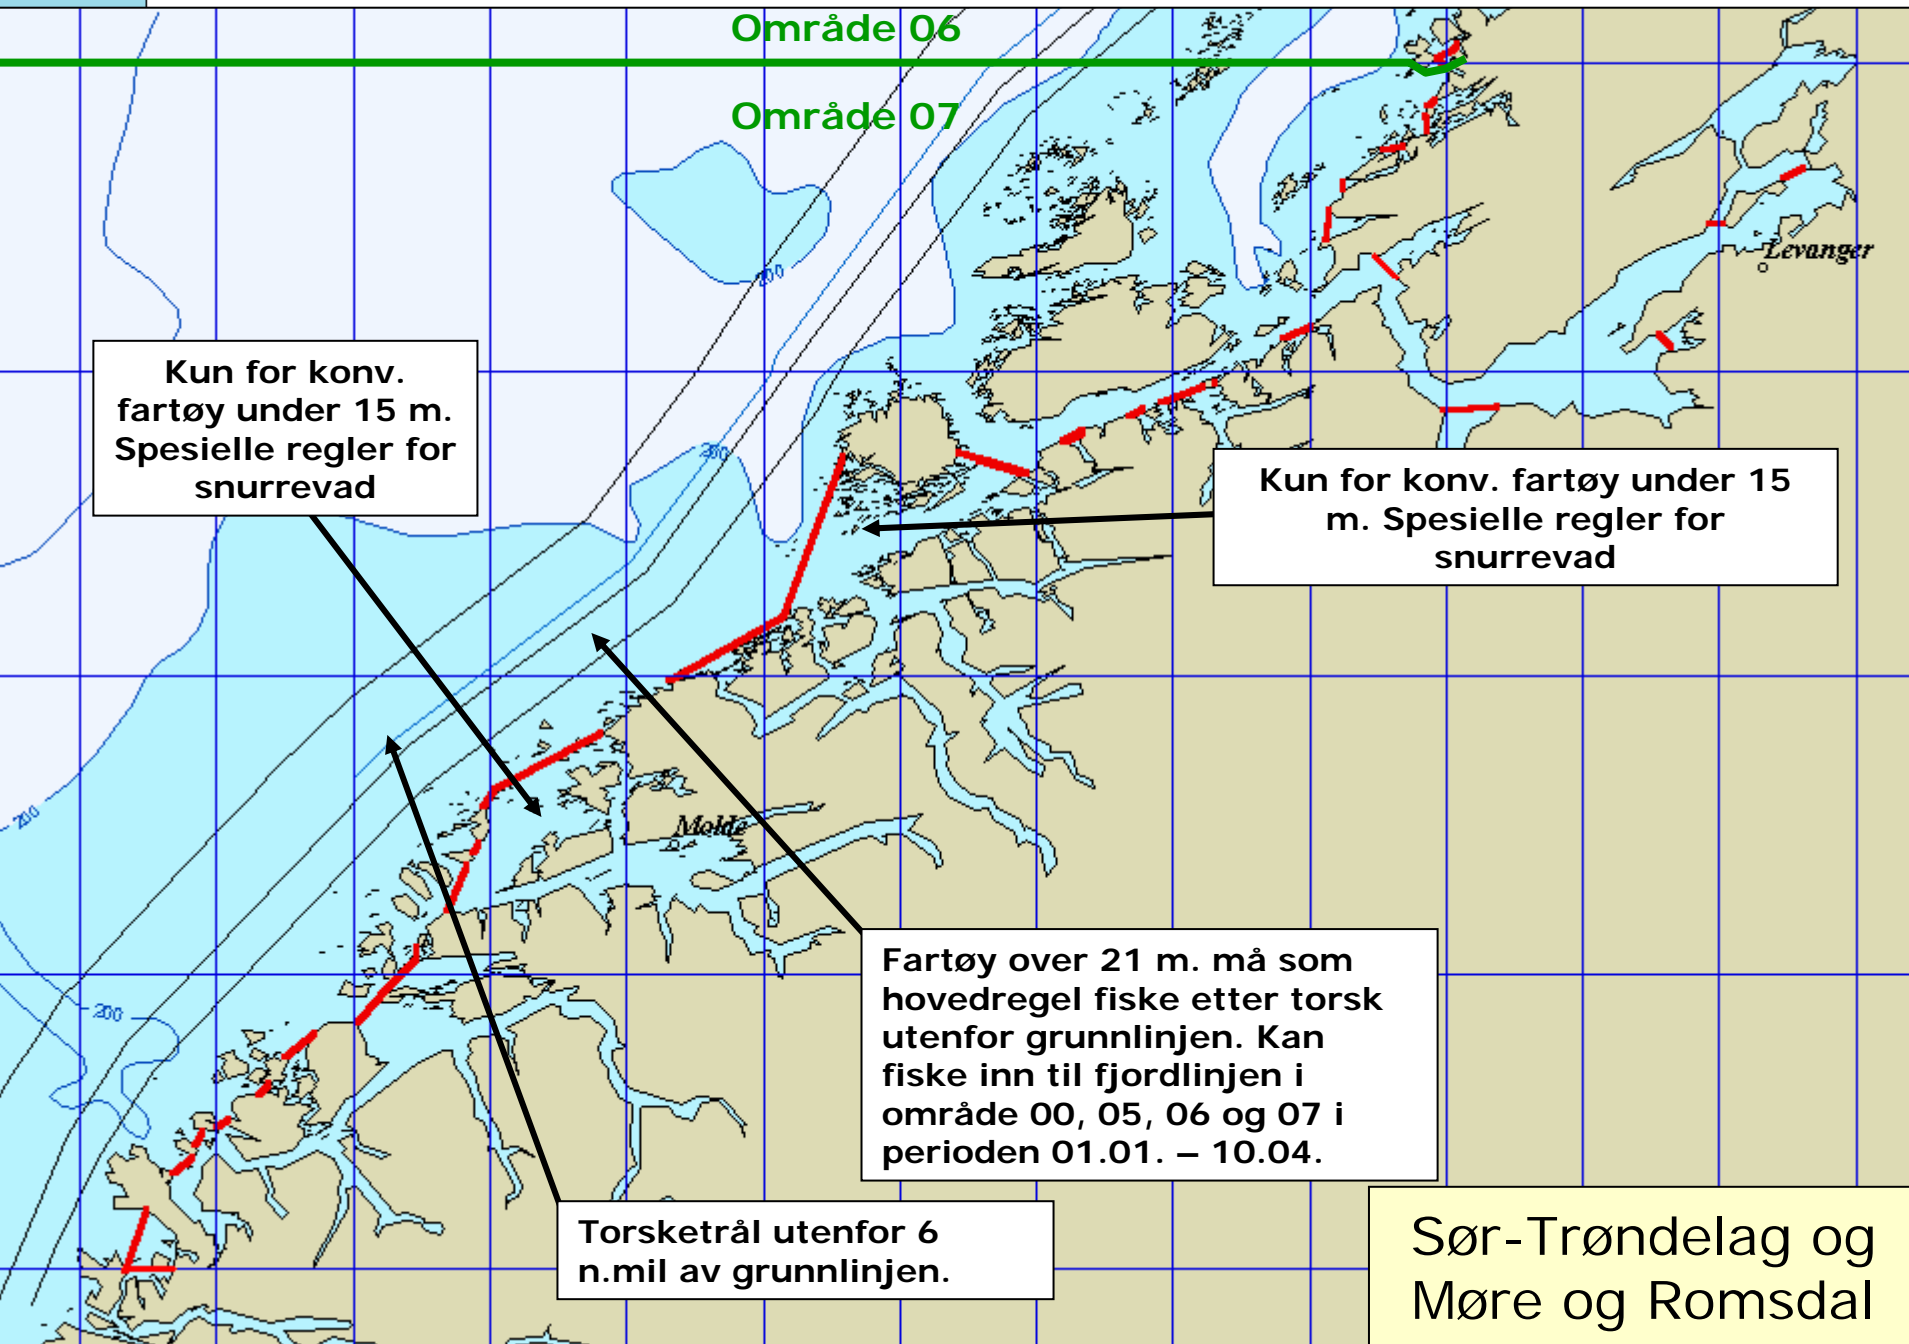 Område 06
Område 07
Levanger
200
Kun for konv.
fartøy under 15 m.
Spesielle regler for
snurrevad
200
Kun for konv. fartøy under 15
m. Spesielle regler for
snurrevad
200
Molde
Fartøy over 21 m. må som
hovedregel fiske etter torsk
utenfor grunnlinjen. Kan
fiske inn til fjordlinjen i
område 00, 05, 06 og 07 i
perioden 01.01. – 10.04.
200
Torsketrål utenfor 6
n.mil av grunnlinjen.
Sør-Trøndelag og
Møre og Romsdal